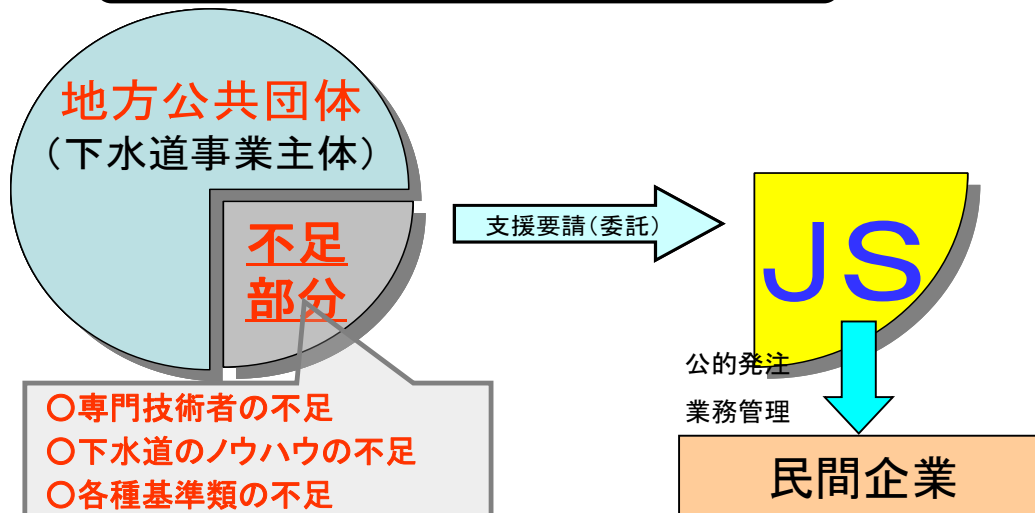 地方公共団体
（下水道事業主体）
不足
部分
○専門技術者の不足
○下水道のノウハウの不足
○各種基準類の不足
支援要請（委託）
JS
公的発注
業務管理
民間企業